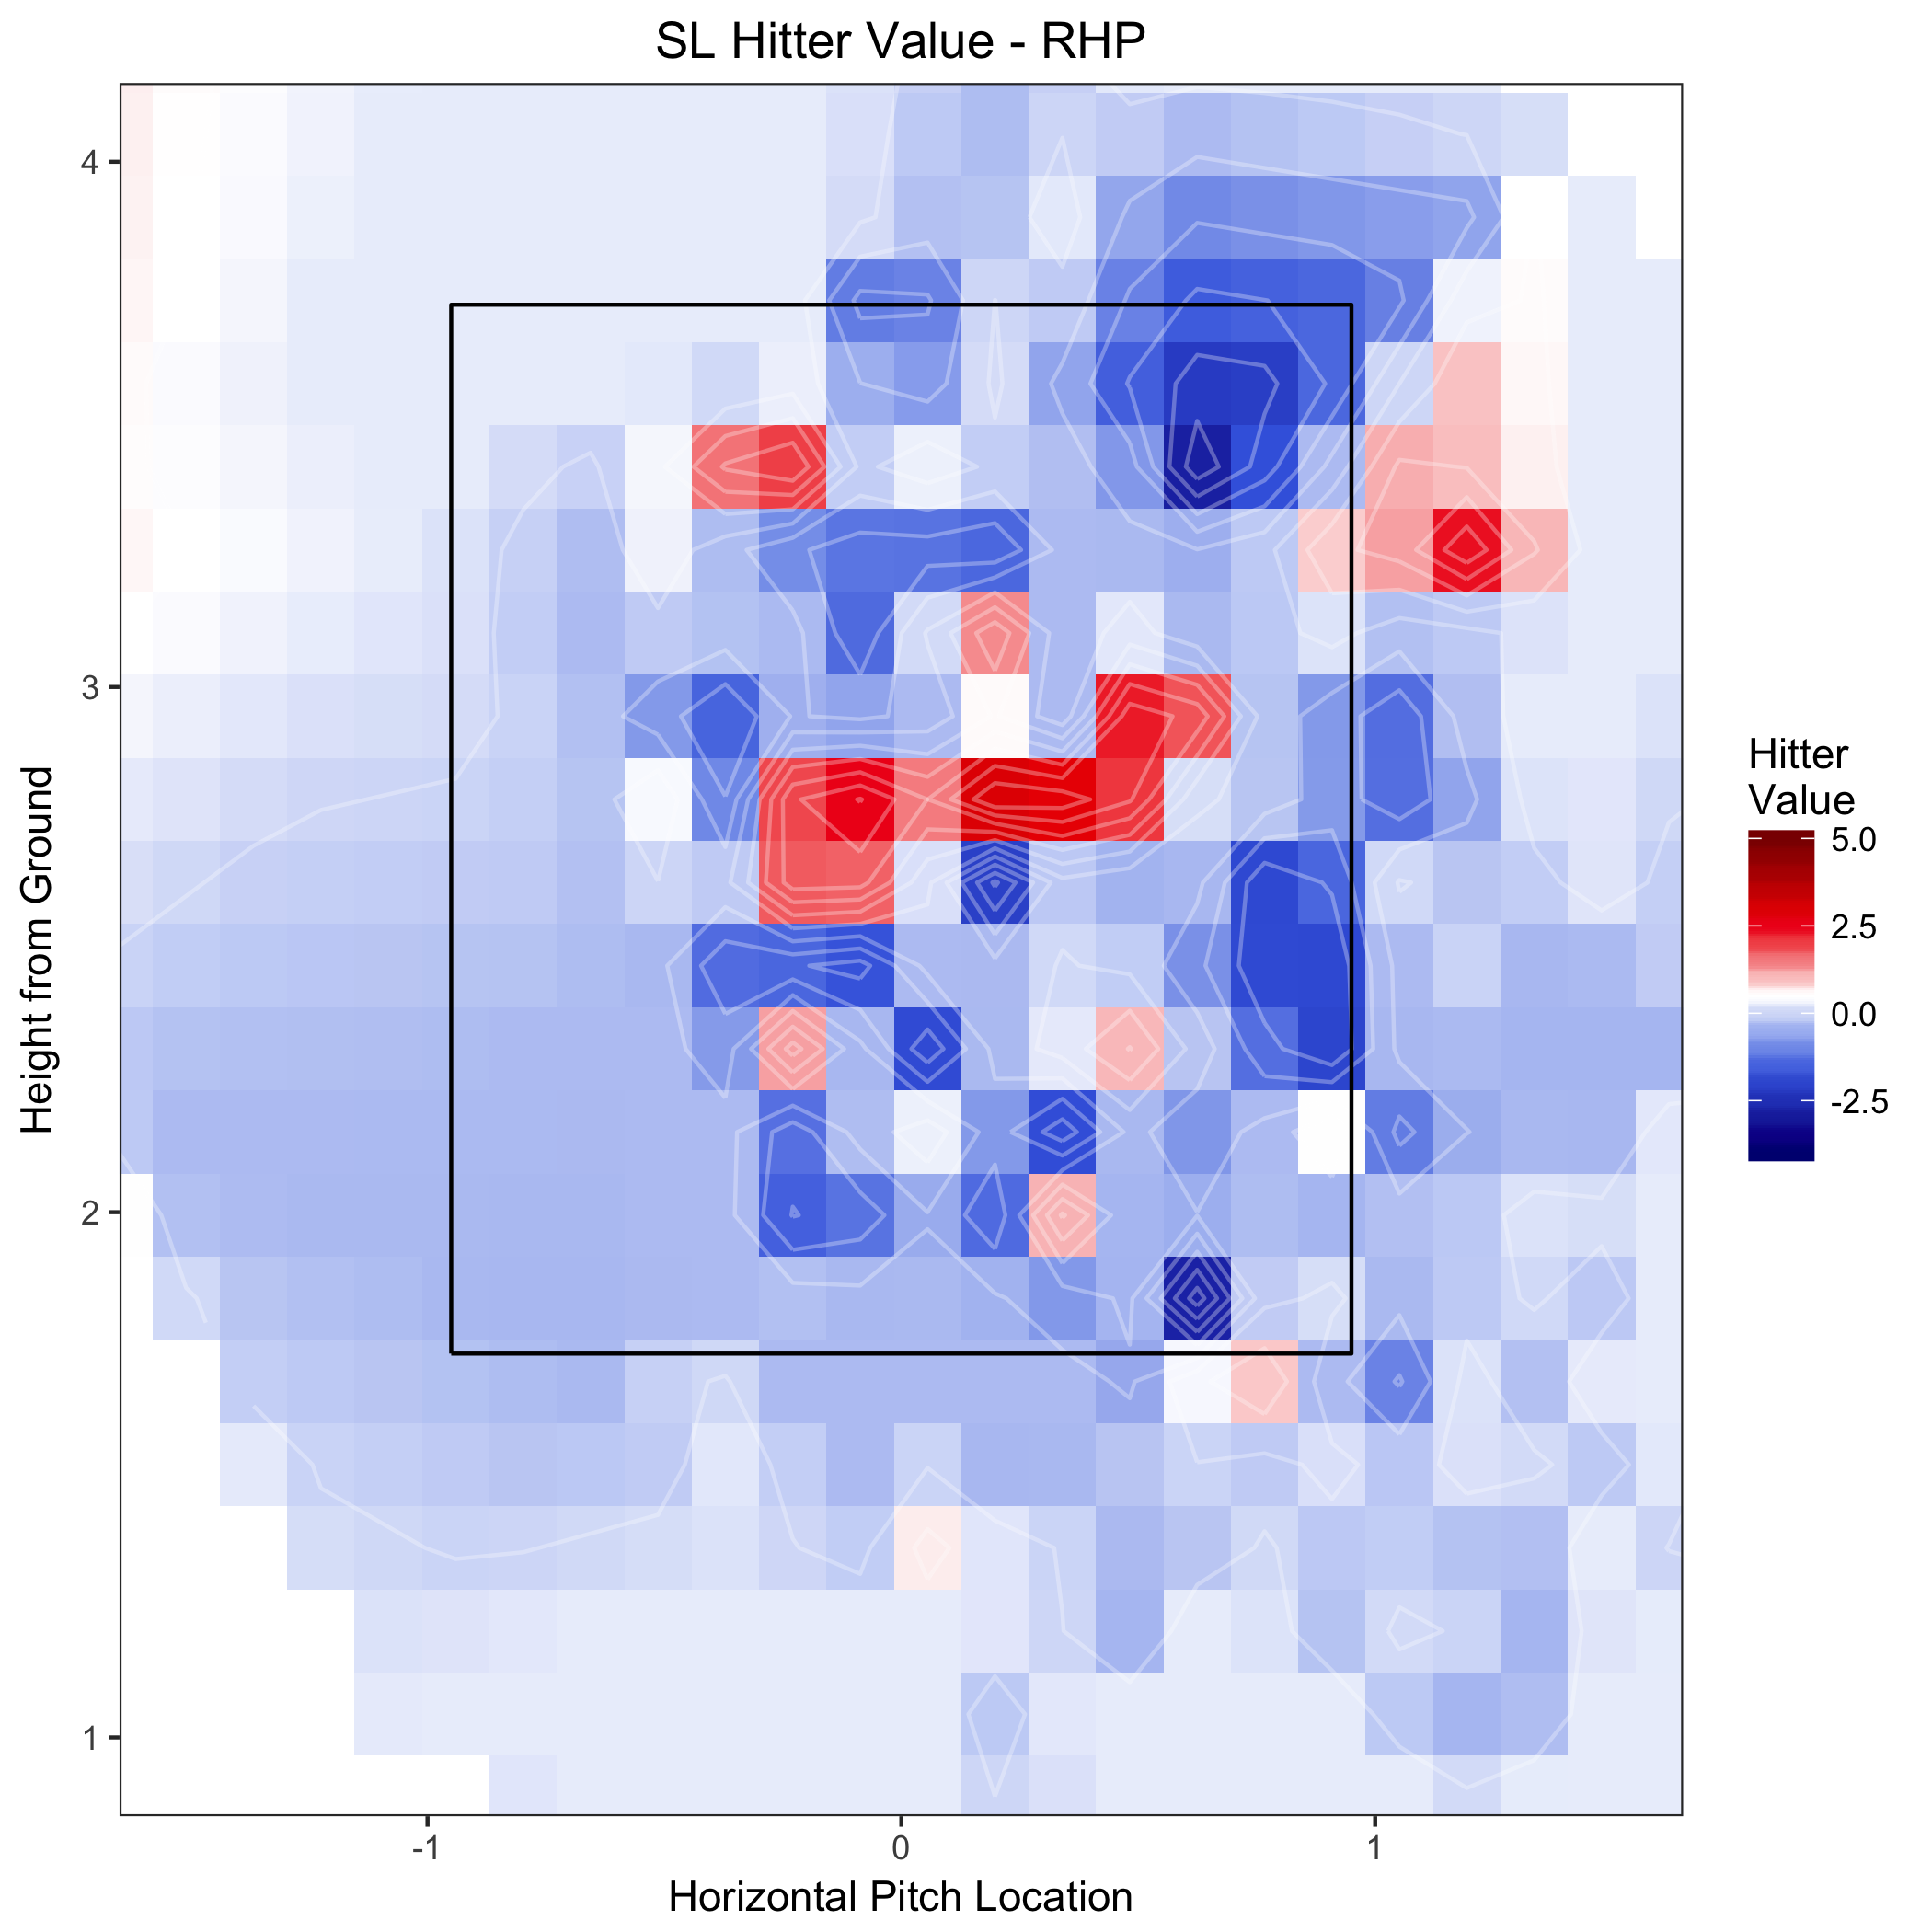 SL Hitter Value - RHP
4
3
2
1
Height from Ground
-1 0 1
Horizontal Pitch Location
Hitter
Value
5.0
2.5
0.0
-2.5